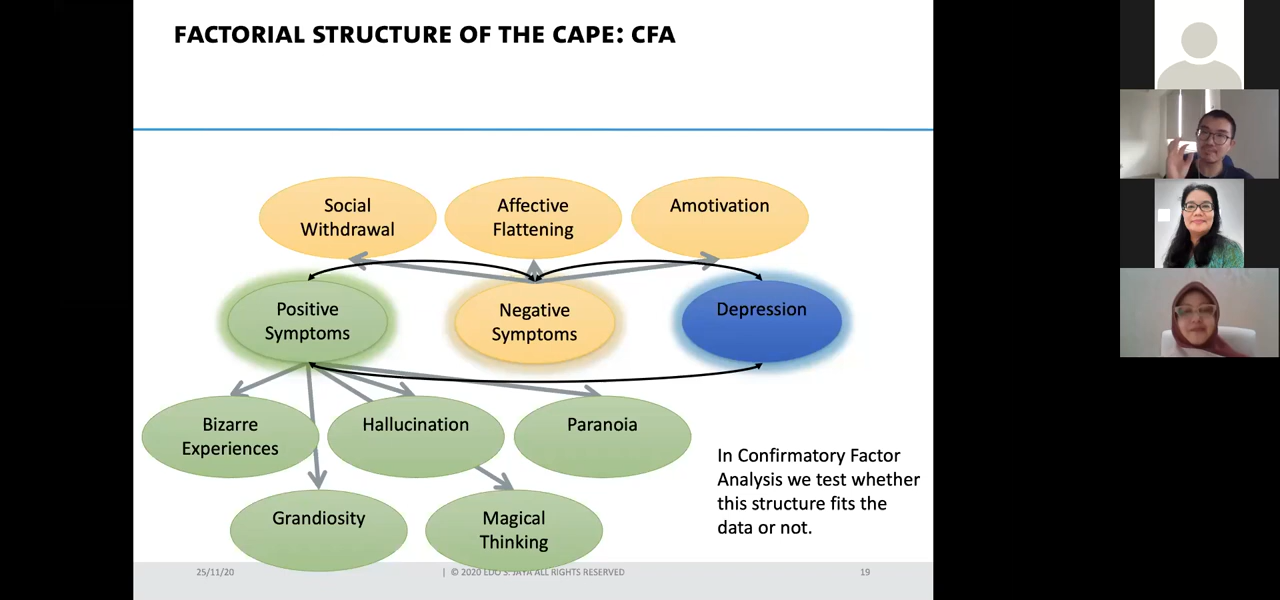 FACTORIAL STRUCTURE OF THE CAPE: CFA
Social
Withdrawal
Affective
Flattening
Amotivation
Positive
Symptoms
Negative
Symptoms
Depression
Bizarre
Experiences
Hallucination
Paranoia
Grandiosity
Magical
Thinking
In Confirmatory Factor
Analysis we test whether
this structure fits the
data or not.
25/11/20
| © 2020 EDO S. JAYA ALL RIGHTS RESERVED
19